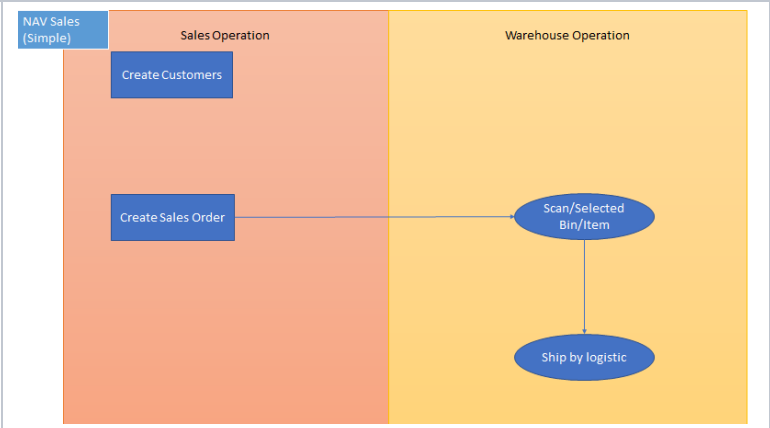 NAV Sales
(Simple)
Sales Operation
Warehouse Operation
Create Customers
Create Sales Order
Scan/Selected
Bin/Item
Ship by logistic